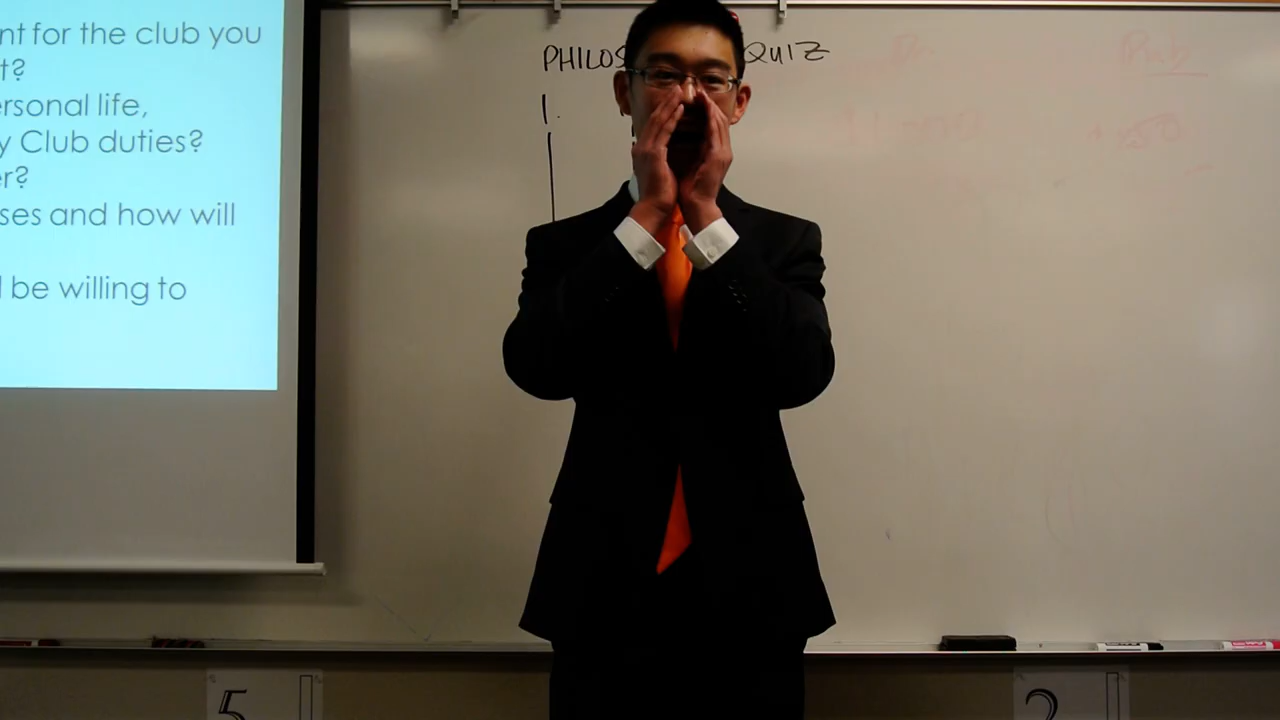 nt for the club you
t?
ersonal life,
y Club duties?
er?
ses and how will
l be willing to
PHILOS QUIZ
1.
5
2